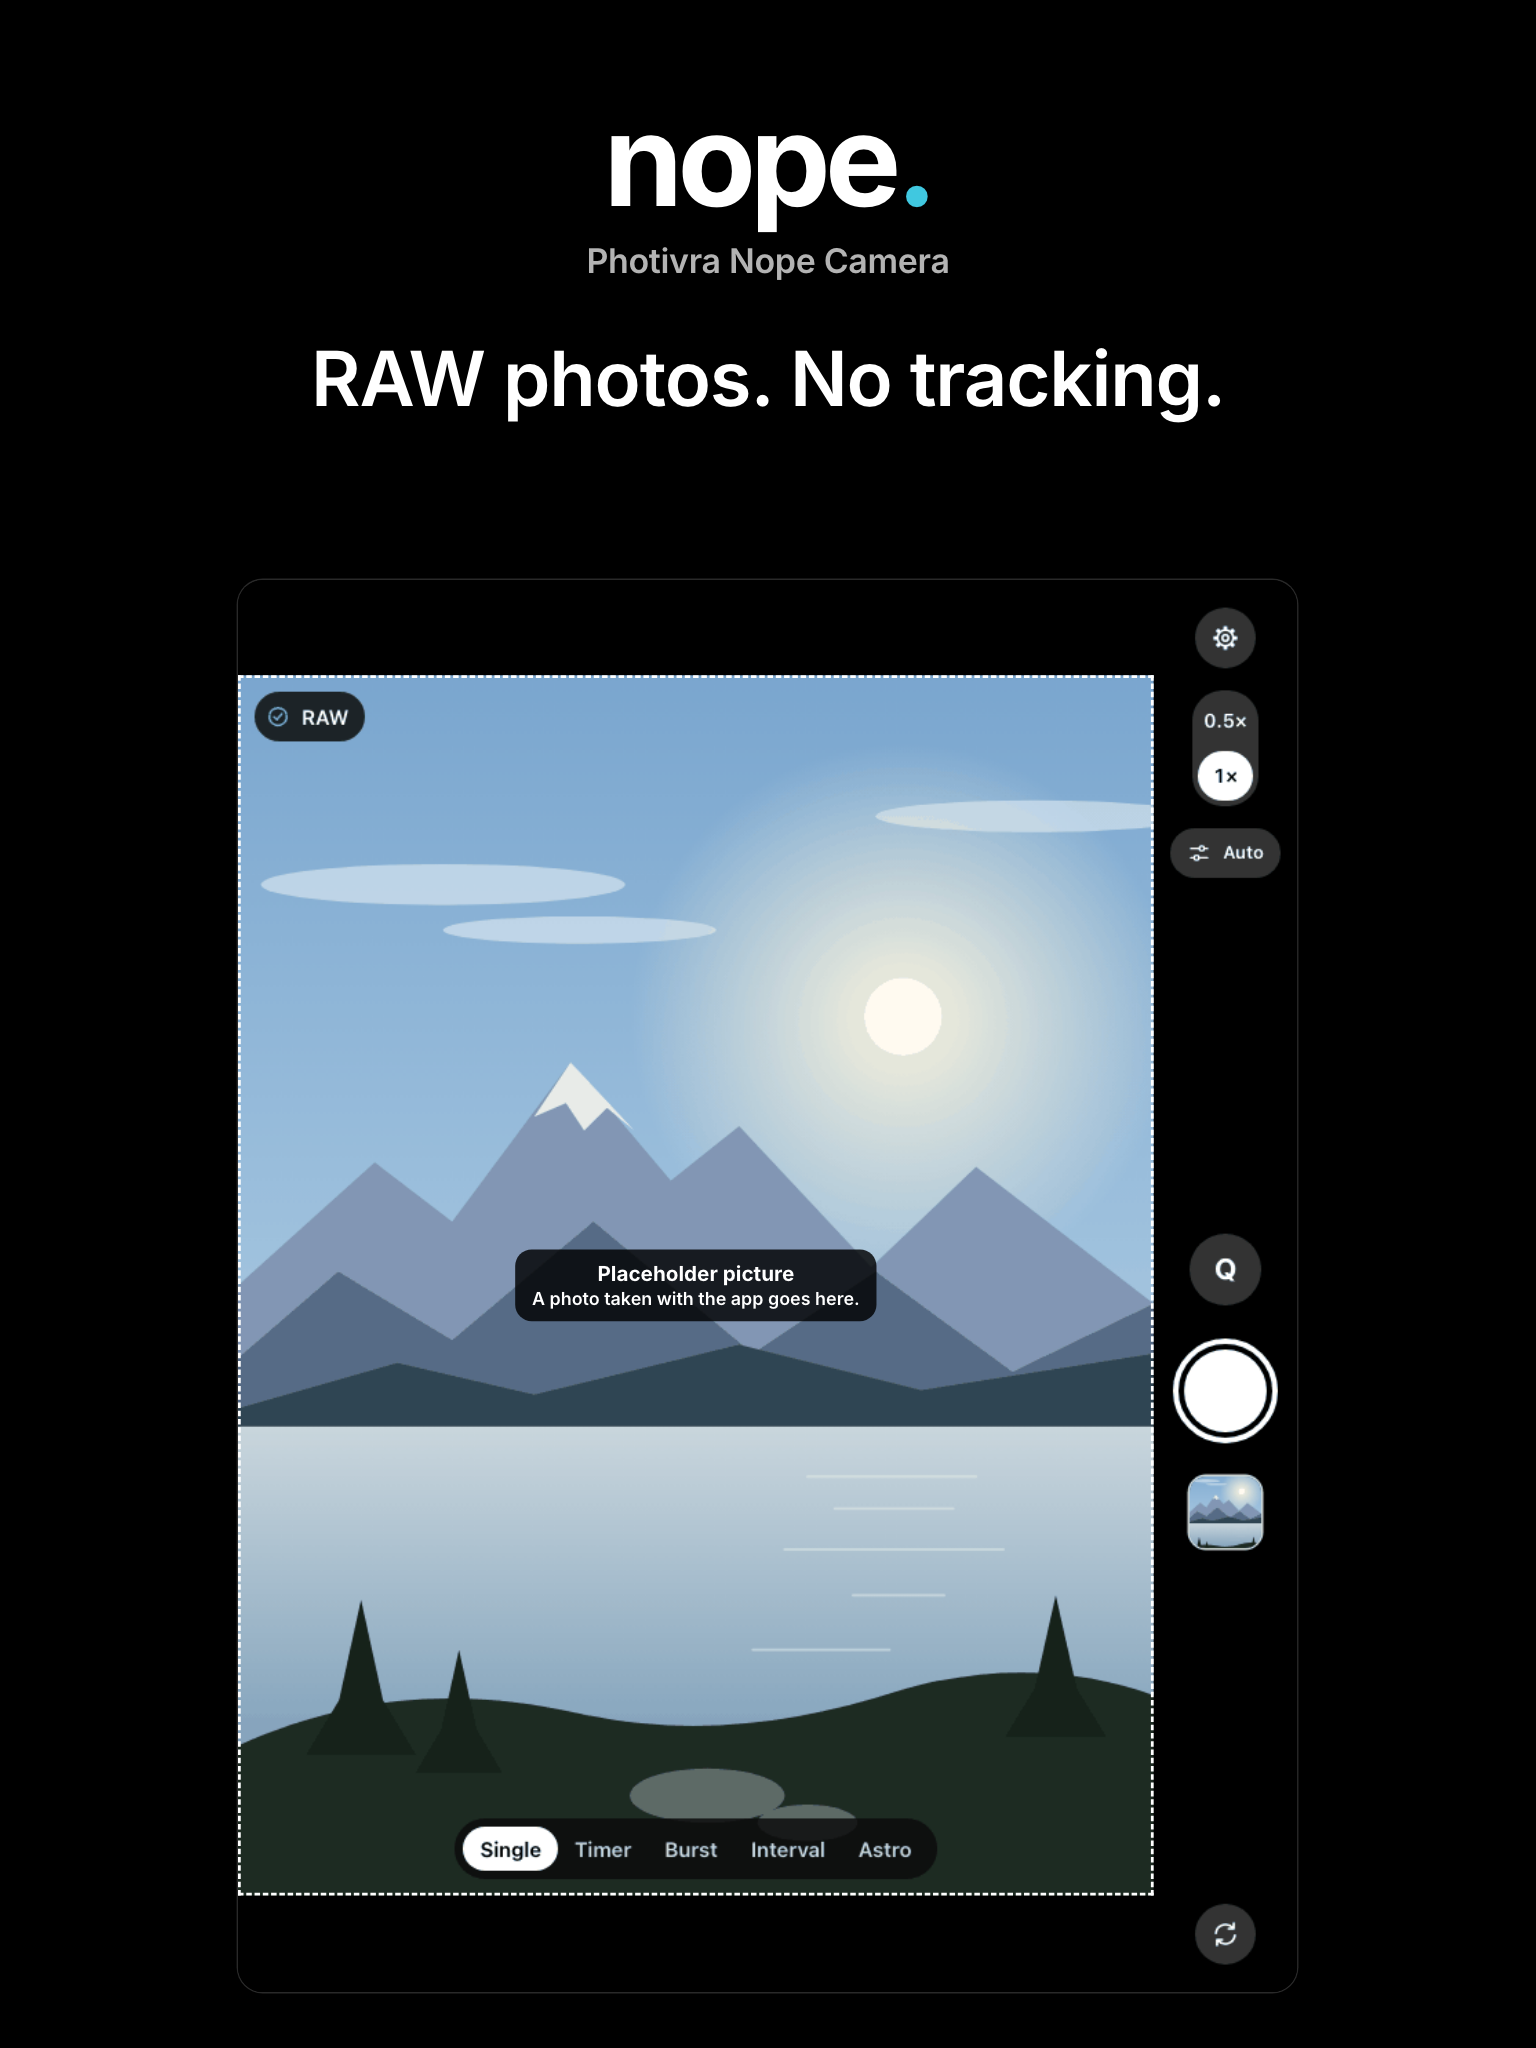 nope.
Photivra Nope Camera
RAW photos. No tracking.
RAW
0.5×
1×
Auto
Placeholder picture
A photo taken with the app goes here.
Q
Single Timer Burst Interval Astro